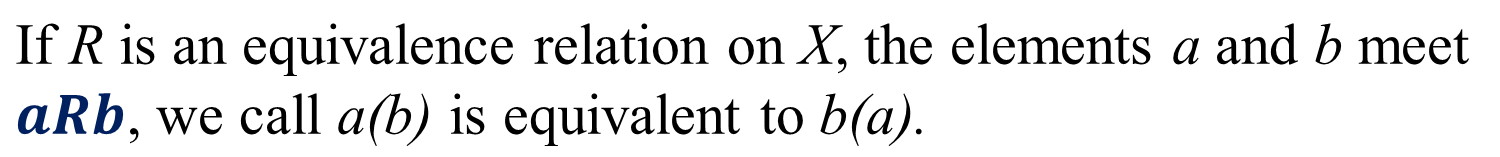 If R is an equivalence relation on X, the elements a and b meet
aRb, we call a(b) is equivalent to b(a).